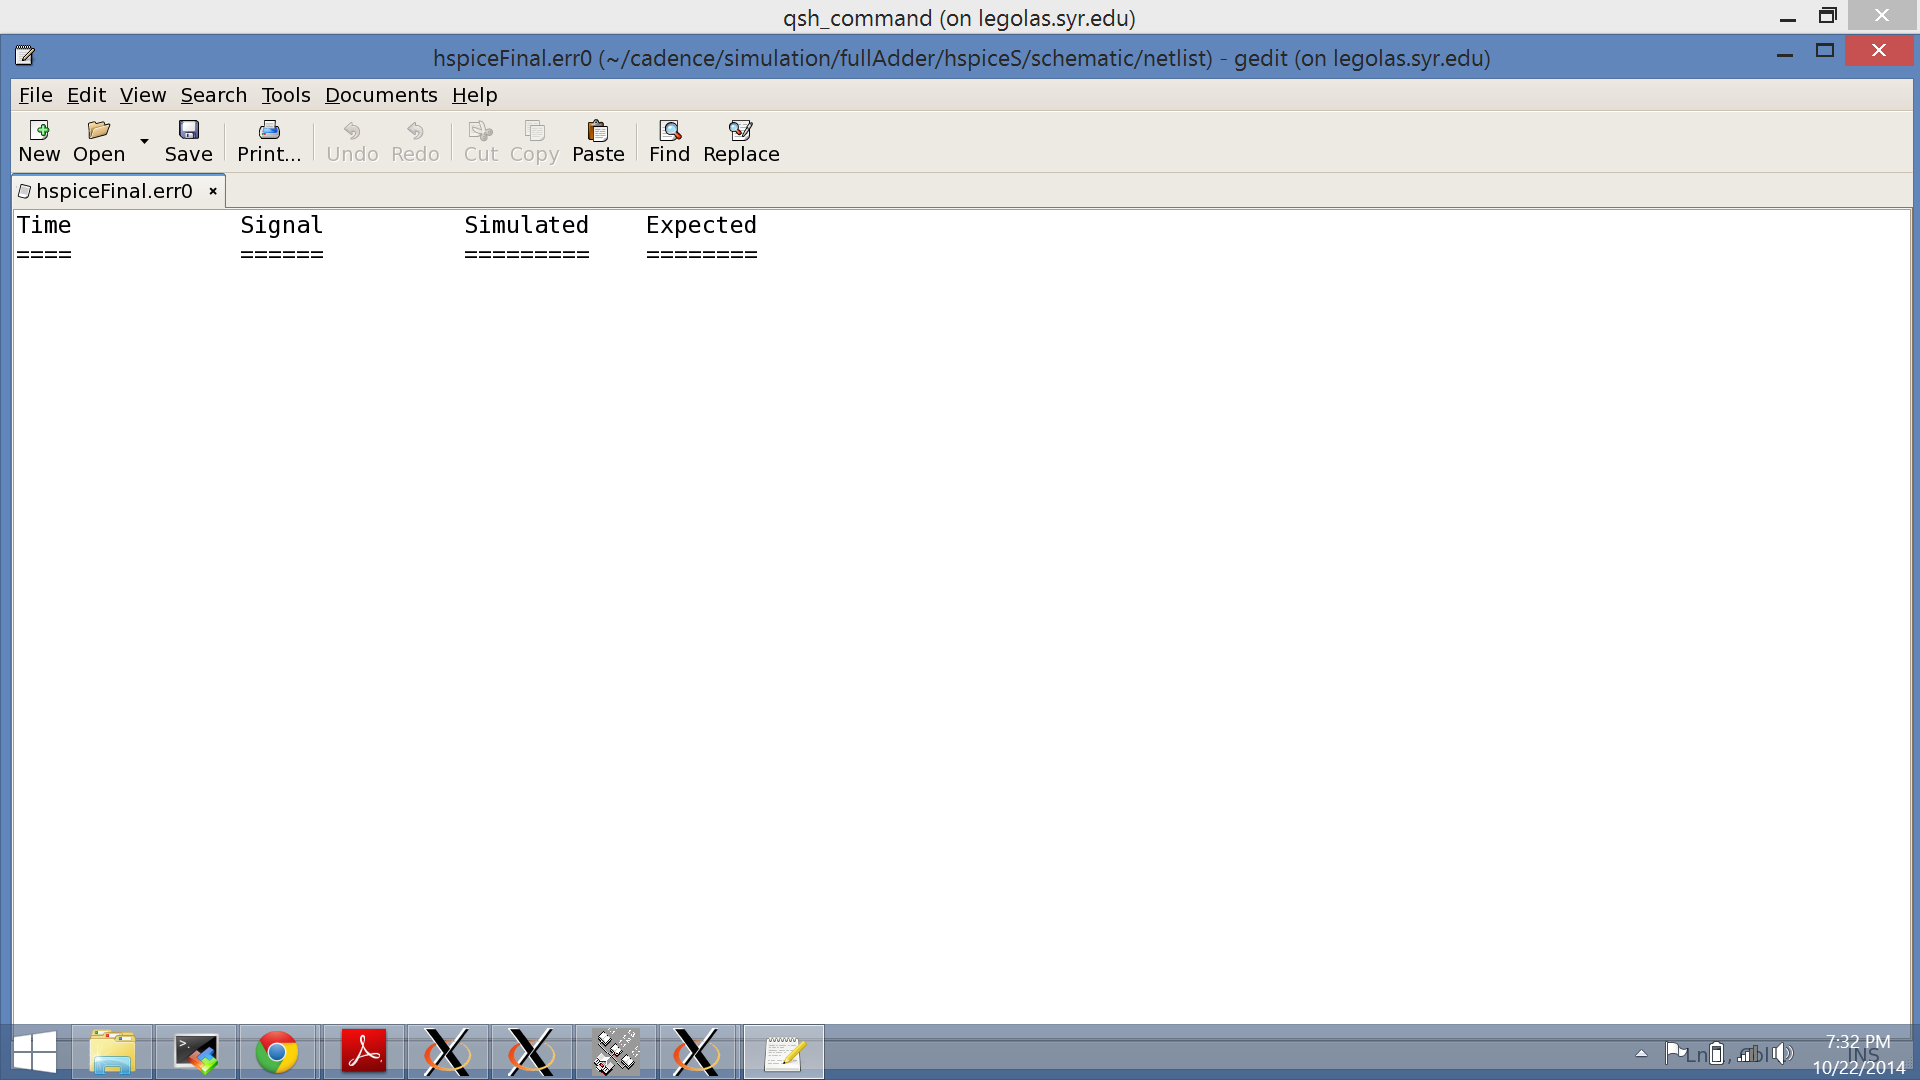 qsh_command (on legolas.syr.edu)
hspiceFinal.err0 (~/cadence/simulation/fullAdder/hspiceS/schematic/netlist) - gedit (on legolas.syr.edu)
File Edit View Search Tools Documents Help
New Open Save Print... Undo Redo Cut Copy Paste Find Replace
hspiceFinal.err0
Time Signal Simulated Expected
==== ====== ========= ========
7:32 PM
INS
10/22/2014